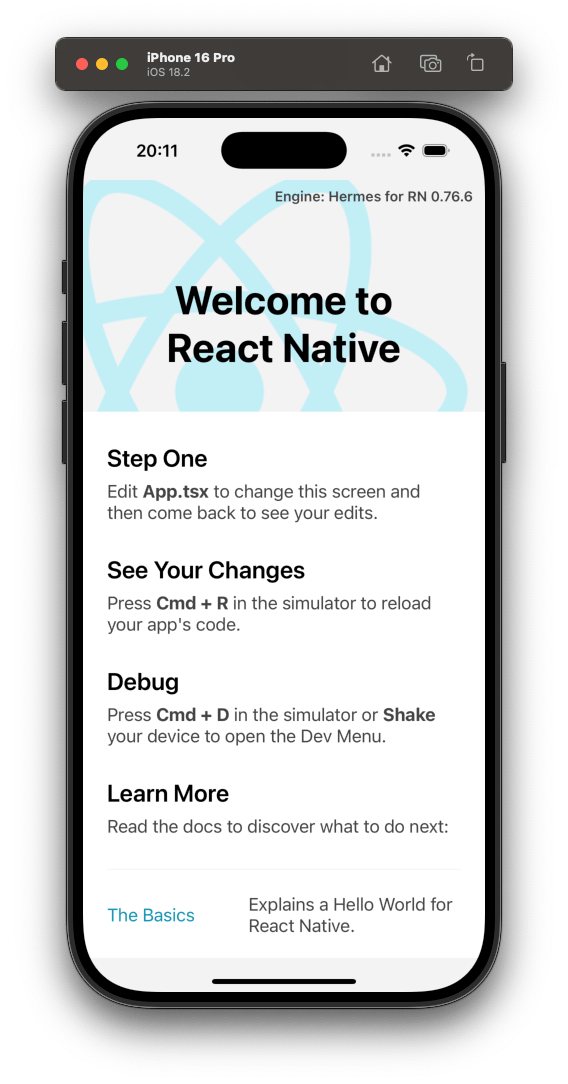 iPhone 16 Pro
iOS 18.2
20:11
Engine: Hermes for RN 0.76.6
Welcome to
React Native
Step One
Edit App.tsx to change this screen and
then come back to see your edits.
See Your Changes
Press Cmd + R in the simulator to reload
your app's code.
Debug
Press Cmd + D in the simulator or Shake
your device to open the Dev Menu.
Learn More
Read the docs to discover what to do next:
The Basics
Explains a Hello World for
React Native.